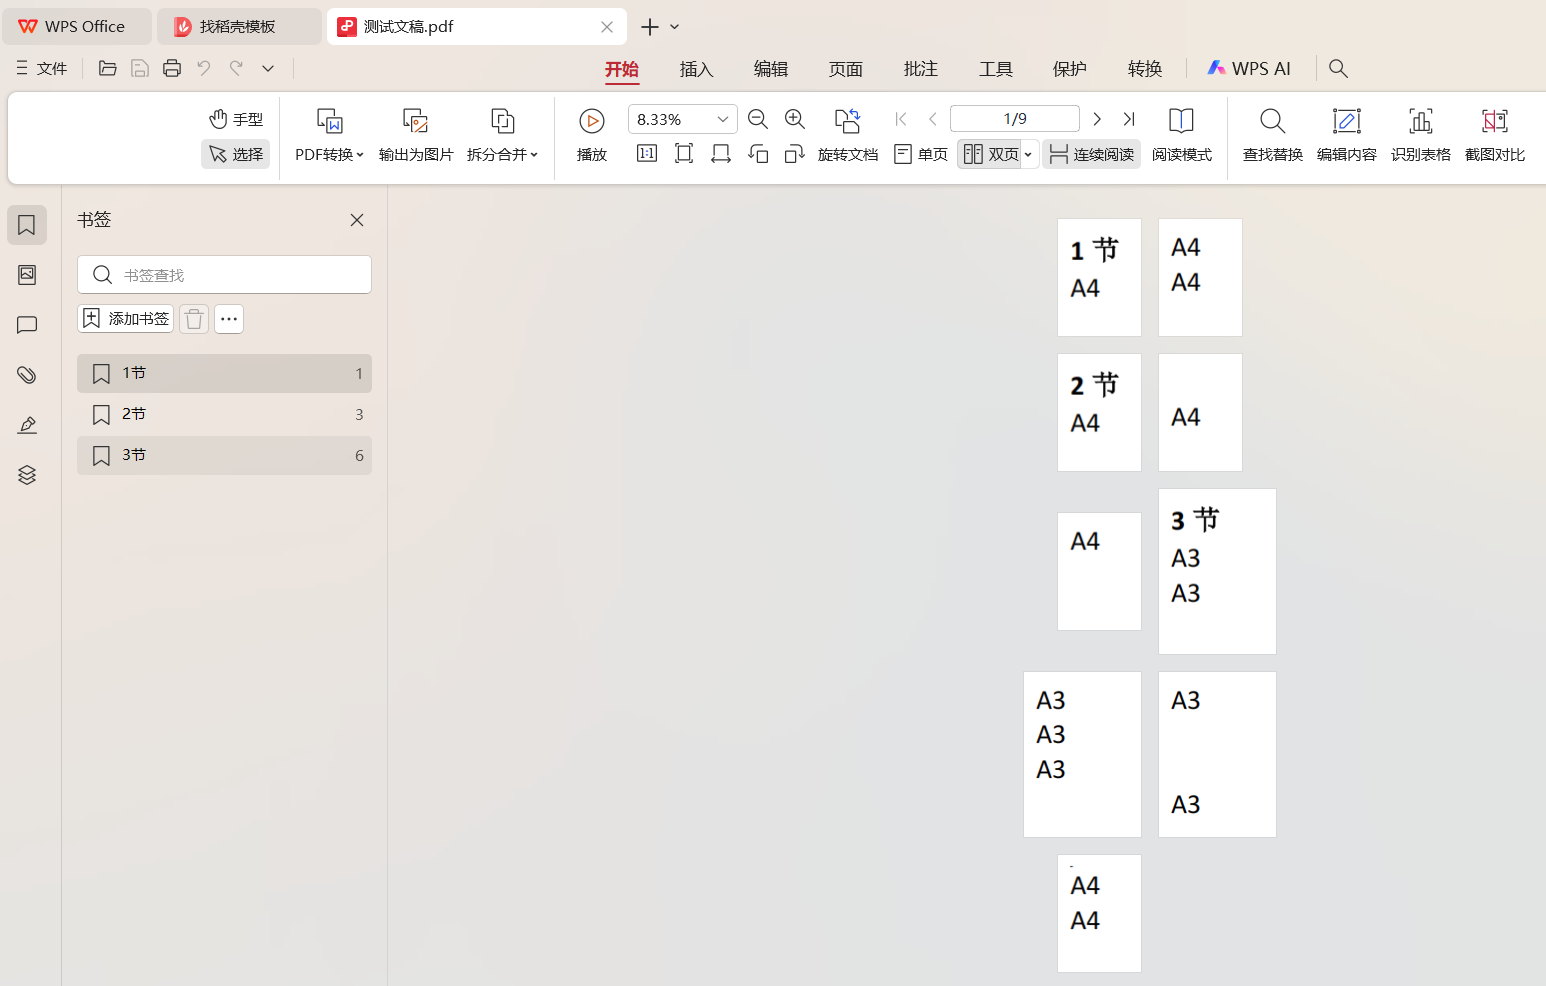 WPS Office
找稻壳模板
测试文稿.pdf
文件
开始
插入
编辑
页面
批注
工具
保护
转换
WPS AI
手型
选择
PDF转换
输出为图片
拆分合并
播放
8.33%
1:1
旋转文档
1/9
单页
双页
连续阅读
阅读模式
查找替换
编辑内容
识别表格
截图对比
书签
书签查找
添加书签
1节 1
2节 3
3节 6
1 节
A4
A4
A4
2 节
A4
A4
A4
3 节
A3
A3
A3
A3
A3
A3
A3
A4
A4